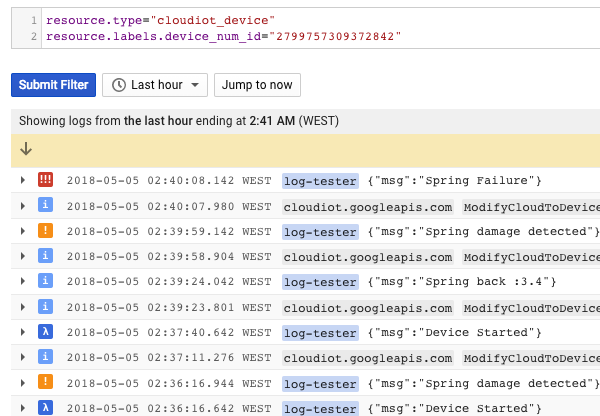 1 resource.type="cloudiot_device"
2 resource.labels.device_num_id="2799757309372842"
Submit Filter Last hour Jump to now
Showing logs from the last hour ending at 2:41 AM (WEST)
!!! 2018-05-05 02:40:08.142 WEST log-tester {"msg":"Spring Failure"}
i 2018-05-05 02:40:07.980 WEST cloudiot.googleapis.com ModifyCloudToDevice
! 2018-05-05 02:39:59.142 WEST log-tester {"msg":"Spring damage detected"}
i 2018-05-05 02:39:58.904 WEST cloudiot.googleapis.com ModifyCloudToDevice
i 2018-05-05 02:39:24.042 WEST log-tester {"msg":"Spring back :3.4"}
i 2018-05-05 02:39:23.801 WEST cloudiot.googleapis.com ModifyCloudToDevice
λ 2018-05-05 02:37:40.642 WEST log-tester {"msg":"Device Started"}
i 2018-05-05 02:37:11.276 WEST cloudiot.googleapis.com ModifyCloudToDevice
! 2018-05-05 02:36:16.944 WEST log-tester {"msg":"Spring damage detected"}
λ 2018-05-05 02:36:16.642 WEST log-tester {"msg":"Device Started"}